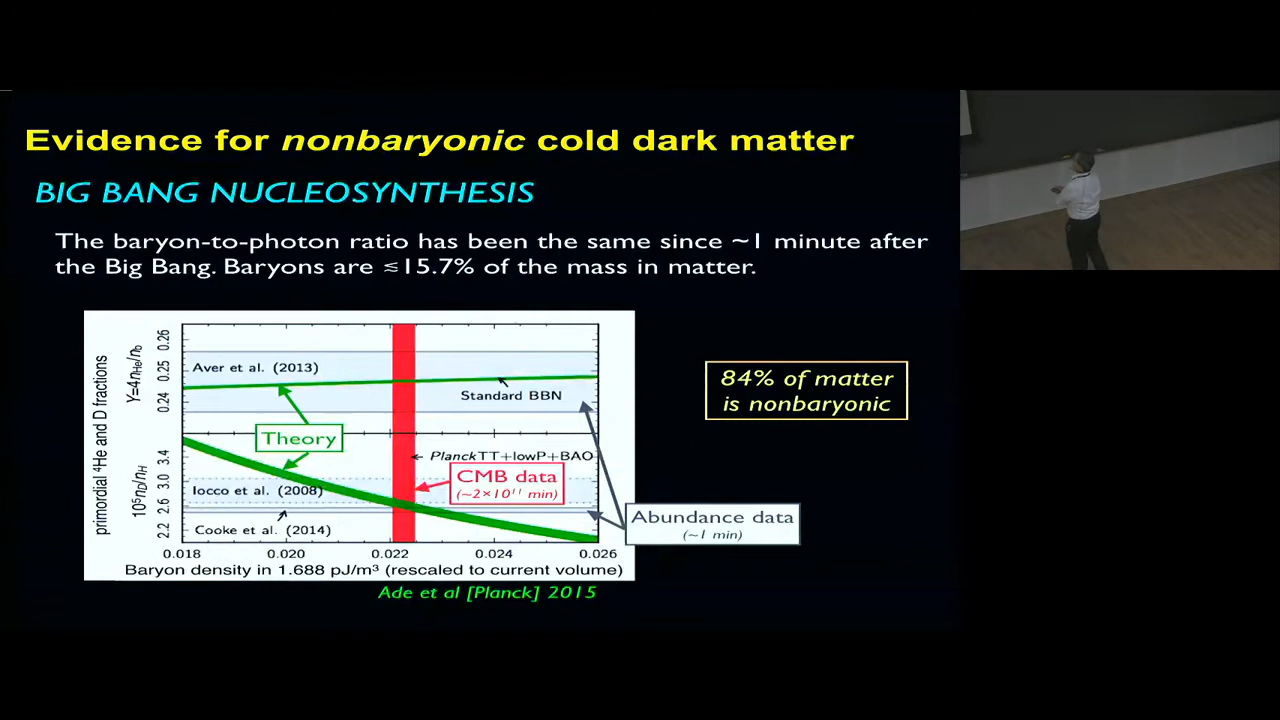 Evidence for nonbaryonic cold dark matter
BIG BANG NUCLEOSYNTHESIS
The baryon-to-photon ratio has been the same since ~1 minute after
the Big Bang. Baryons are ≲15.7% of the mass in matter.
primordial ⁴He and D fractions
Y=4nHe/nb
0.26
0.25
0.24
Aver et al. (2013)
Standard BBN
Theory
10⁵nD/nH
3.4
3.0
2.6
2.2
Planck TT+lowP+BAO
CMB data
(~2×10¹¹ min)
Iocco et al. (2008)
Cooke et al. (2014)
0.018 0.020 0.022 0.024 0.026
Baryon density in 1.688 pJ/m³ (rescaled to current volume)
Abundance data
(~1 min)
84% of matter
is nonbaryonic
Ade et al [Planck] 2015